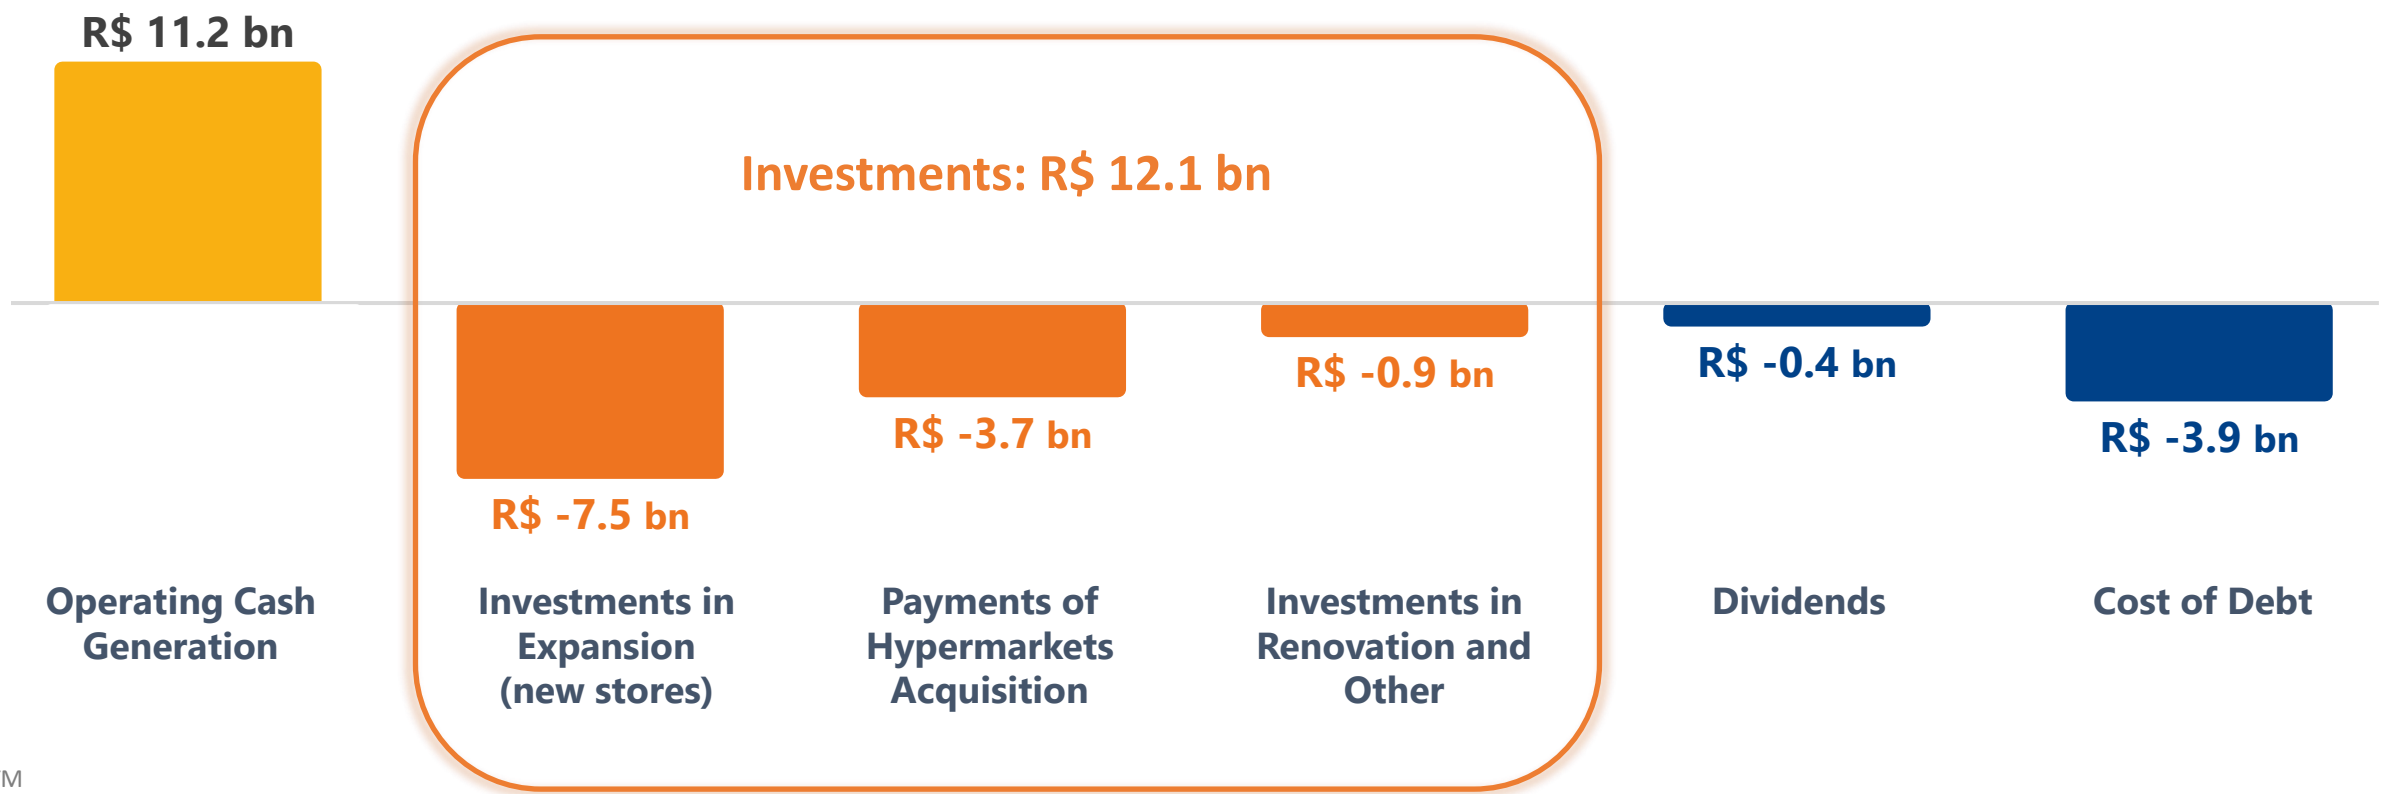 R$ 11.2 bn
Investments: R$ 12.1 bn
R$ -7.5 bn
R$ -3.7 bn
R$ -0.9 bn
R$ -0.4 bn
R$ -3.9 bn
Operating Cash
Generation
Investments in
Expansion
(new stores)
Payments of
Hypermarkets
Acquisition
Investments in
Renovation and
Other
Dividends
Cost of Debt